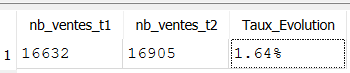 nb_ventes_t1 nb_ventes_t2 Taux_Evolution
1 16632 16905 1.64%